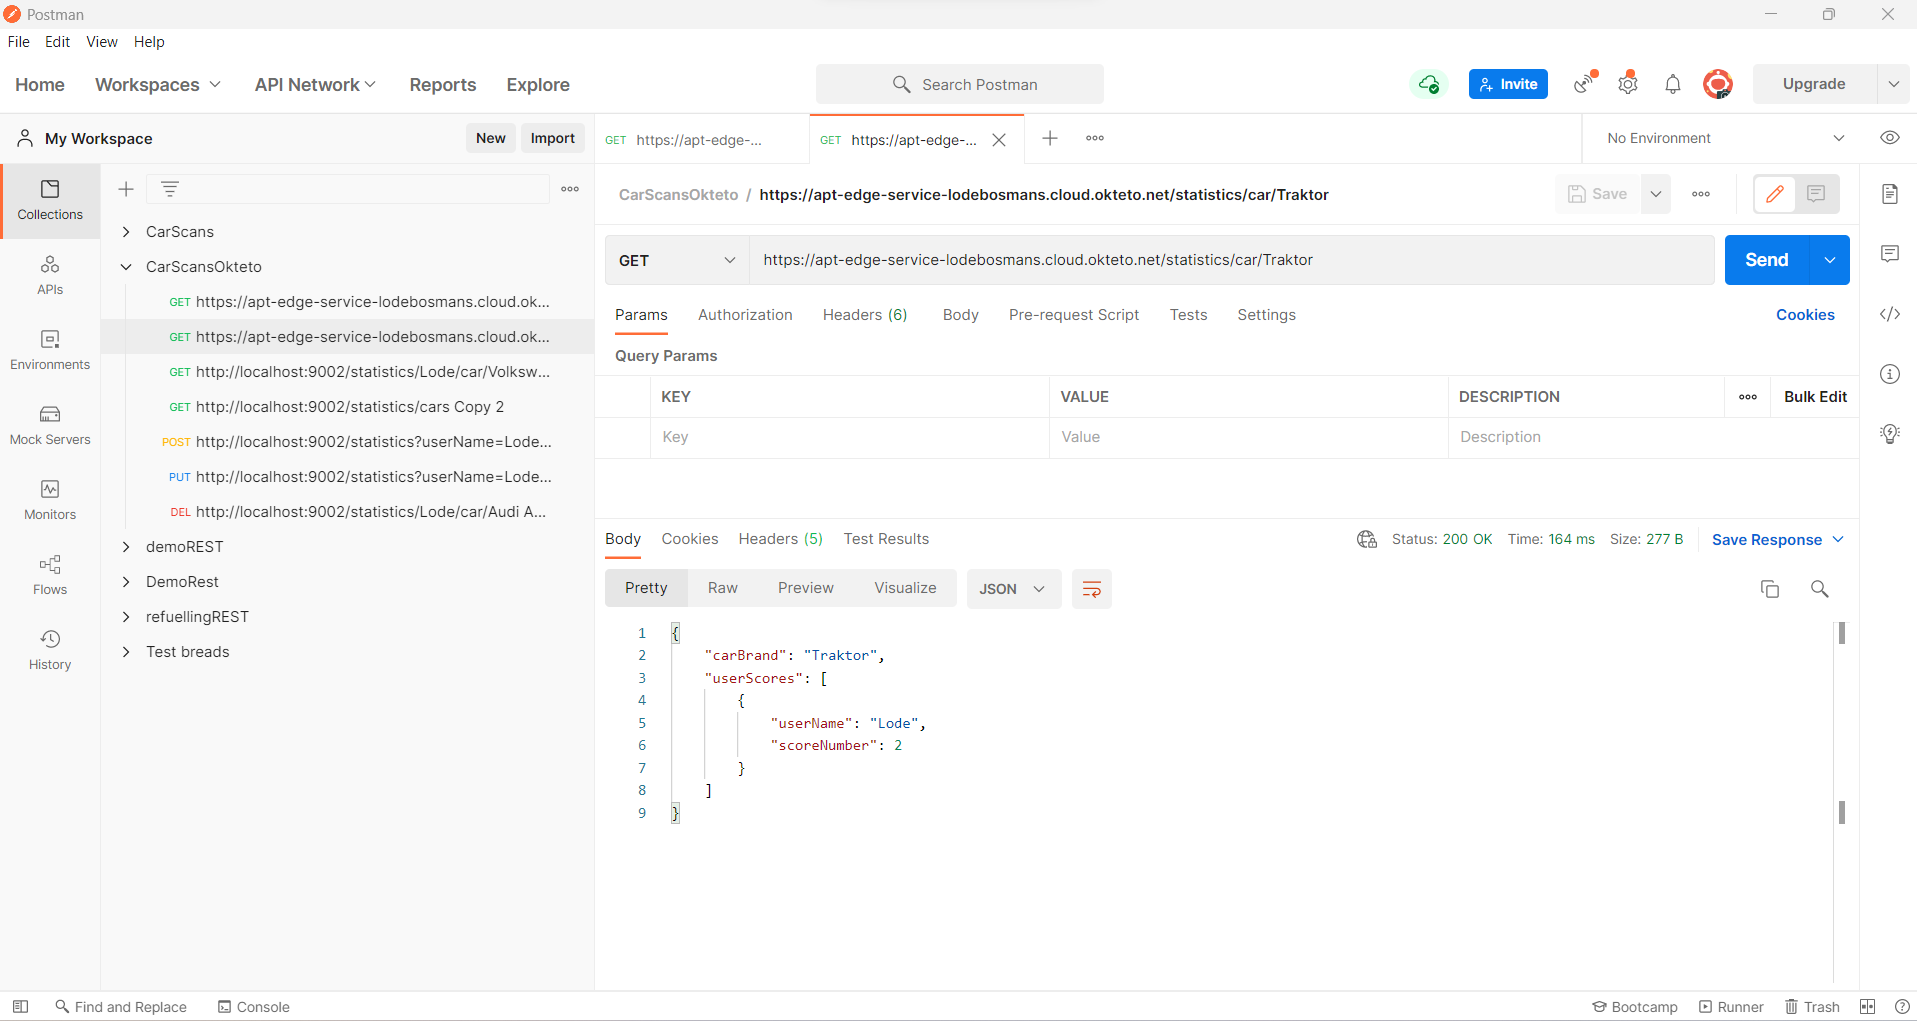 Postman
File Edit View Help
Home Workspaces API Network Reports Explore Search Postman Invite Upgrade
My Workspace New Import
GET https://apt-edge-... GET https://apt-edge-... No Environment
Collections
APIs
Environments
Mock Servers
Monitors
Flows
History
CarScans
CarScansOkteto
GET https://apt-edge-service-lodebosmans.cloud.ok...
GET https://apt-edge-service-lodebosmans.cloud.ok...
GET http://localhost:9002/statistics/Lode/car/Volksw...
GET http://localhost:9002/statistics/cars Copy 2
POST http://localhost:9002/statistics?userName=Lode...
PUT http://localhost:9002/statistics?userName=Lode...
DEL http://localhost:9002/statistics/Lode/car/Audi A...
demoREST
DemoRest
refuellingREST
Test breads
CarScansOkteto / https://apt-edge-service-lodebosmans.cloud.okteto.net/statistics/car/Traktor Save
GET https://apt-edge-service-lodebosmans.cloud.okteto.net/statistics/car/Traktor Send
Params Authorization Headers (6) Body Pre-request Script Tests Settings Cookies
Query Params
KEY VALUE DESCRIPTION Bulk Edit
Key Value Description
Body Cookies Headers (5) Test Results Status: 200 OK Time: 164 ms Size: 277 B Save Response
Pretty Raw Preview Visualize JSON
1 {
2 "carBrand": "Traktor",
3 "userScores": [
4 {
5 "userName": "Lode",
6 "scoreNumber": 2
7 }
8 ]
9 }
Find and Replace Console Bootcamp Runner Trash